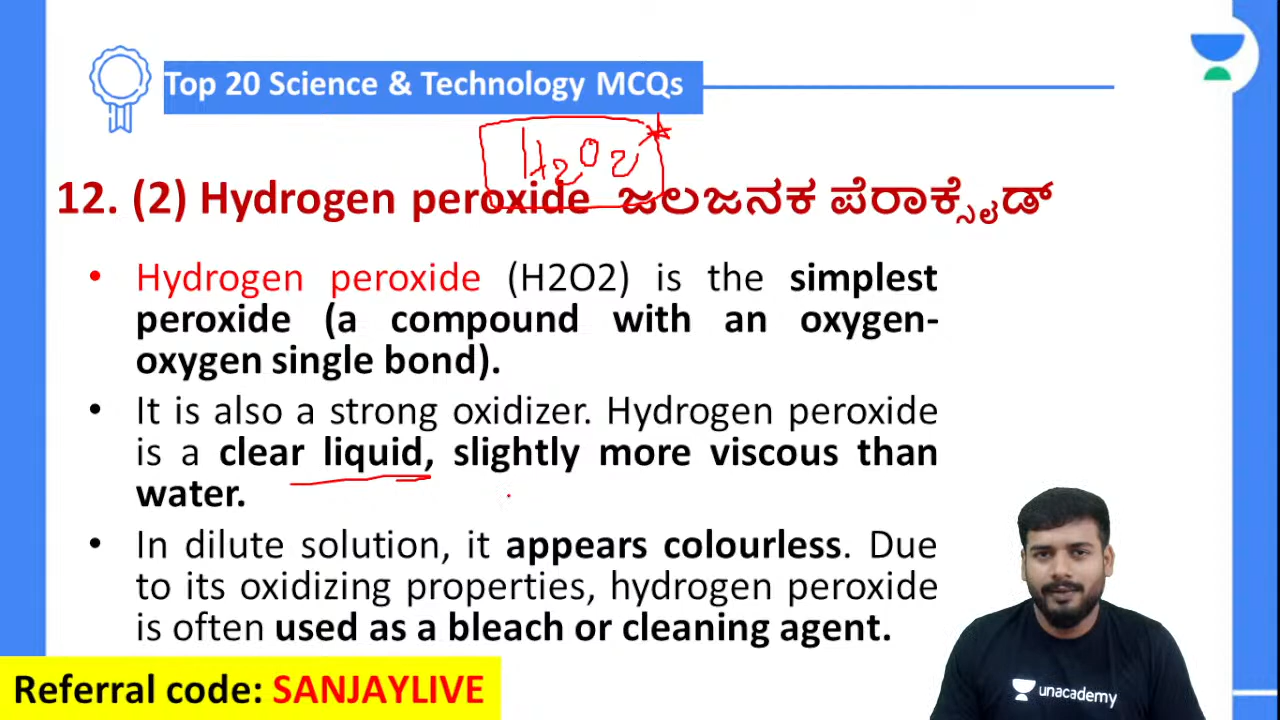 Top 20 Science & Technology MCQs
H2O2
12. (2) Hydrogen peroxide ಜಲಜನಕ ಪೆರಾಕ್ಸೈಡ್
• Hydrogen peroxide (H2O2) is the simplest
peroxide (a compound with an oxygen-
oxygen single bond).
• It is also a strong oxidizer. Hydrogen peroxide
is a clear liquid, slightly more viscous than
water.
• In dilute solution, it appears colourless. Due
to its oxidizing properties, hydrogen peroxide
is often used as a bleach or cleaning agent.
unacademy
Referral code: SANJAYLIVE